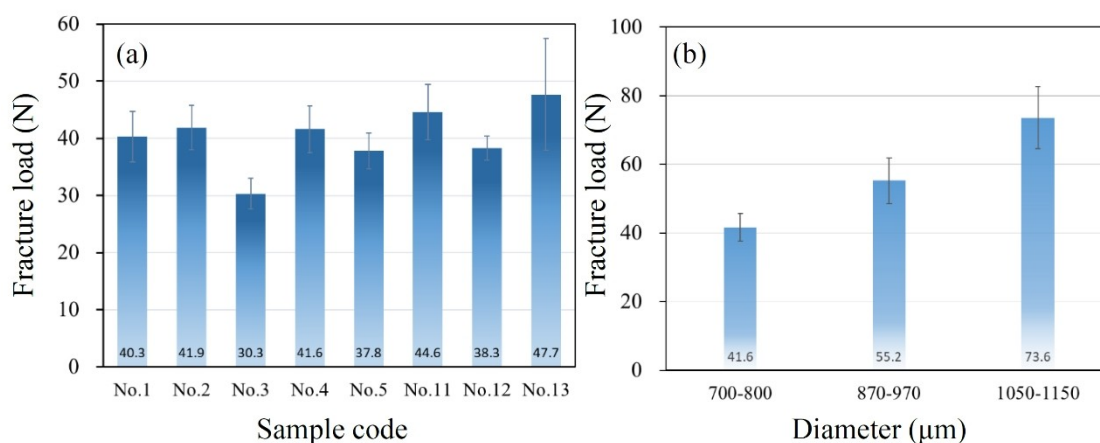 (a)
Fracture load (N)
60
50
40
30
20
10
0
40.3 41.9 30.3 41.6 37.8 44.6 38.3 47.7
No.1 No.2 No.3 No.4 No.5 No.11 No.12 No.13
Sample code
(b)
Fracture load (N)
100
80
60
40
20
0
41.6 55.2 73.6
700-800 870-970 1050-1150
Diameter (μm)